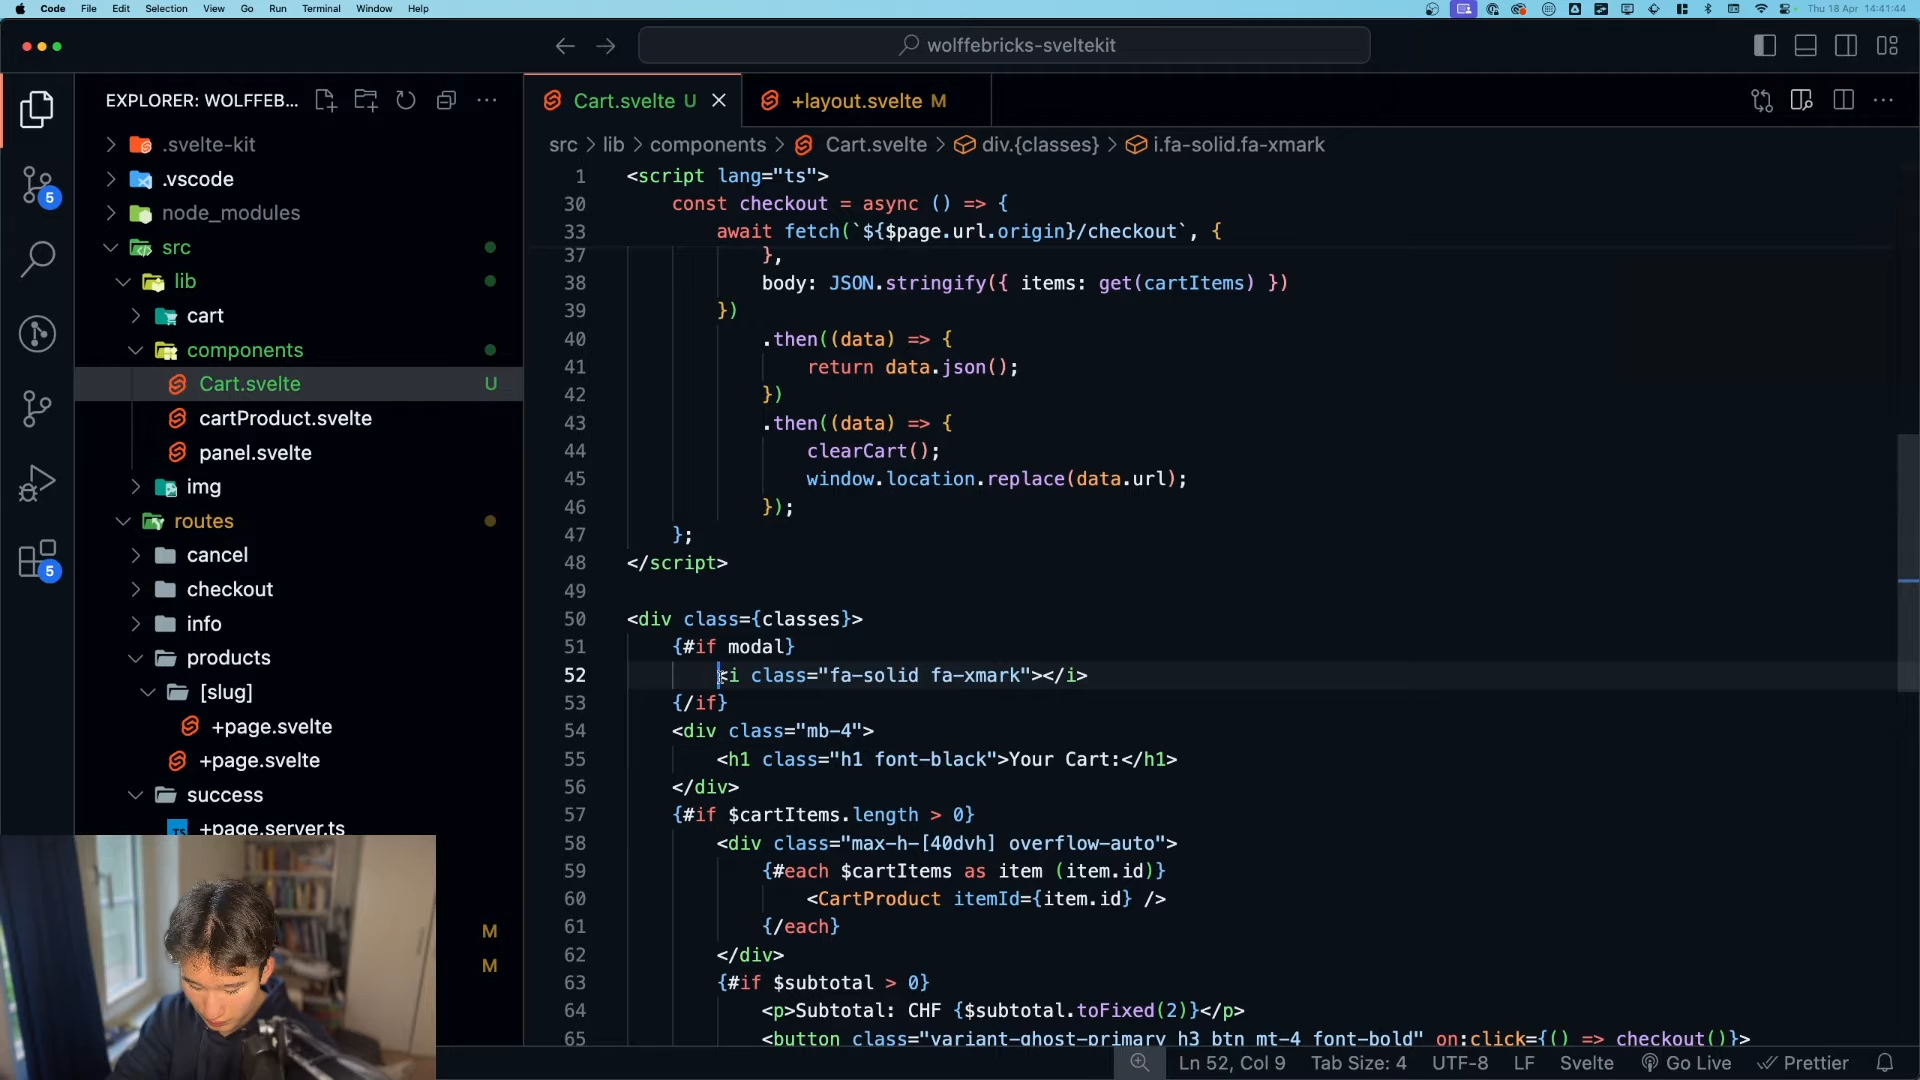 Code File Edit Selection View Go Run Terminal Window Help
Thu 18 Apr 14:41:44
wolffebricks-sveltekit
EXPLORER: WOLFFEB...
.svelte-kit
.vscode
node_modules
src
lib
cart
components
Cart.svelte U
cartProduct.svelte
panel.svelte
img
routes
cancel
checkout
info
products
[slug]
+page.svelte
+page.svelte
success
TS +page.server.ts
M
M
5
5
Cart.svelte U
+layout.svelte M
src > lib > components > Cart.svelte > div.{classes} > i.fa-solid.fa-xmark
1 <script lang="ts">
30 const checkout = async () => {
33 await fetch(`${$page.url.origin}/checkout`, {
37 },
38 body: JSON.stringify({ items: get(cartItems) })
39 })
40 .then((data) => {
41 return data.json();
42 })
43 .then((data) => {
44 clearCart();
45 window.location.replace(data.url);
46 });
47 };
48 </script>
49
50 <div class={classes}>
51 {#if modal}
52 <i class="fa-solid fa-xmark"></i>
53 {/if}
54 <div class="mb-4">
55 <h1 class="h1 font-black">Your Cart:</h1>
56 </div>
57 {#if $cartItems.length > 0}
58 <div class="max-h-[40dvh] overflow-auto">
59 {#each $cartItems as item (item.id)}
60 <CartProduct itemId={item.id} />
61 {/each}
62 </div>
63 {#if $subtotal > 0}
64 <p>Subtotal: CHF {$subtotal.toFixed(2)}</p>
65 <button class="variant-ghost-primary h3 btn mt-4 font-bold" on:click={() => checkout()}>
Ln 52, Col 9 Tab Size: 4 UTF-8 LF Svelte Go Live Prettier